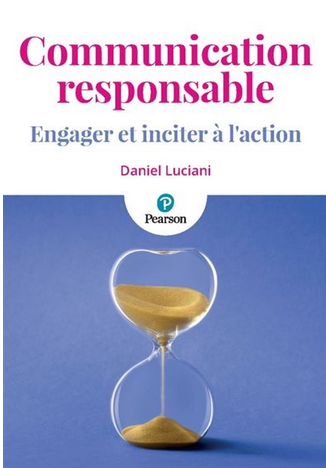 Communication
responsable
Engager et inciter à l'action
Daniel Luciani
Pearson